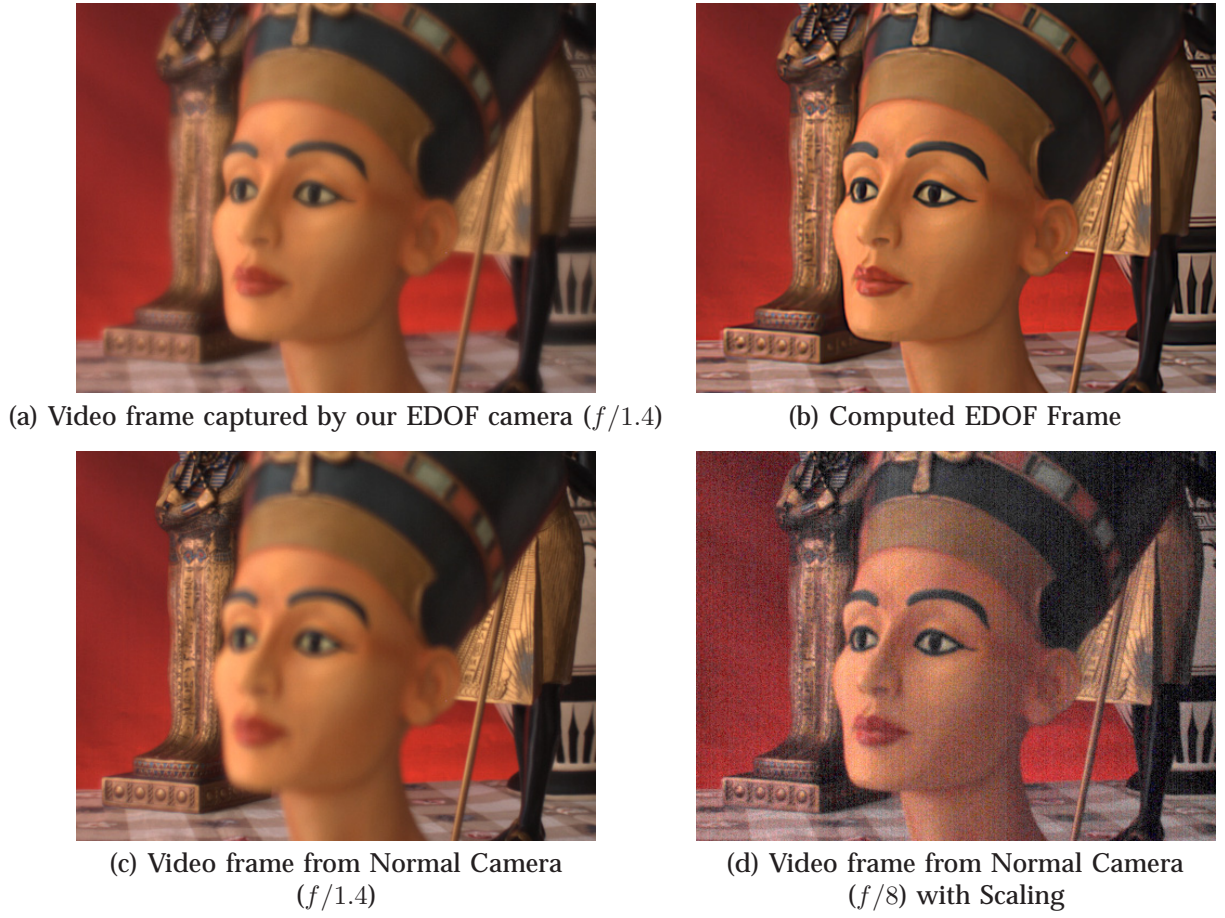 (a) Video frame captured by our EDOF camera (f/1.4)
(b) Computed EDOF Frame
(c) Video frame from Normal Camera
(f/1.4)
(d) Video frame from Normal Camera
(f/8) with Scaling